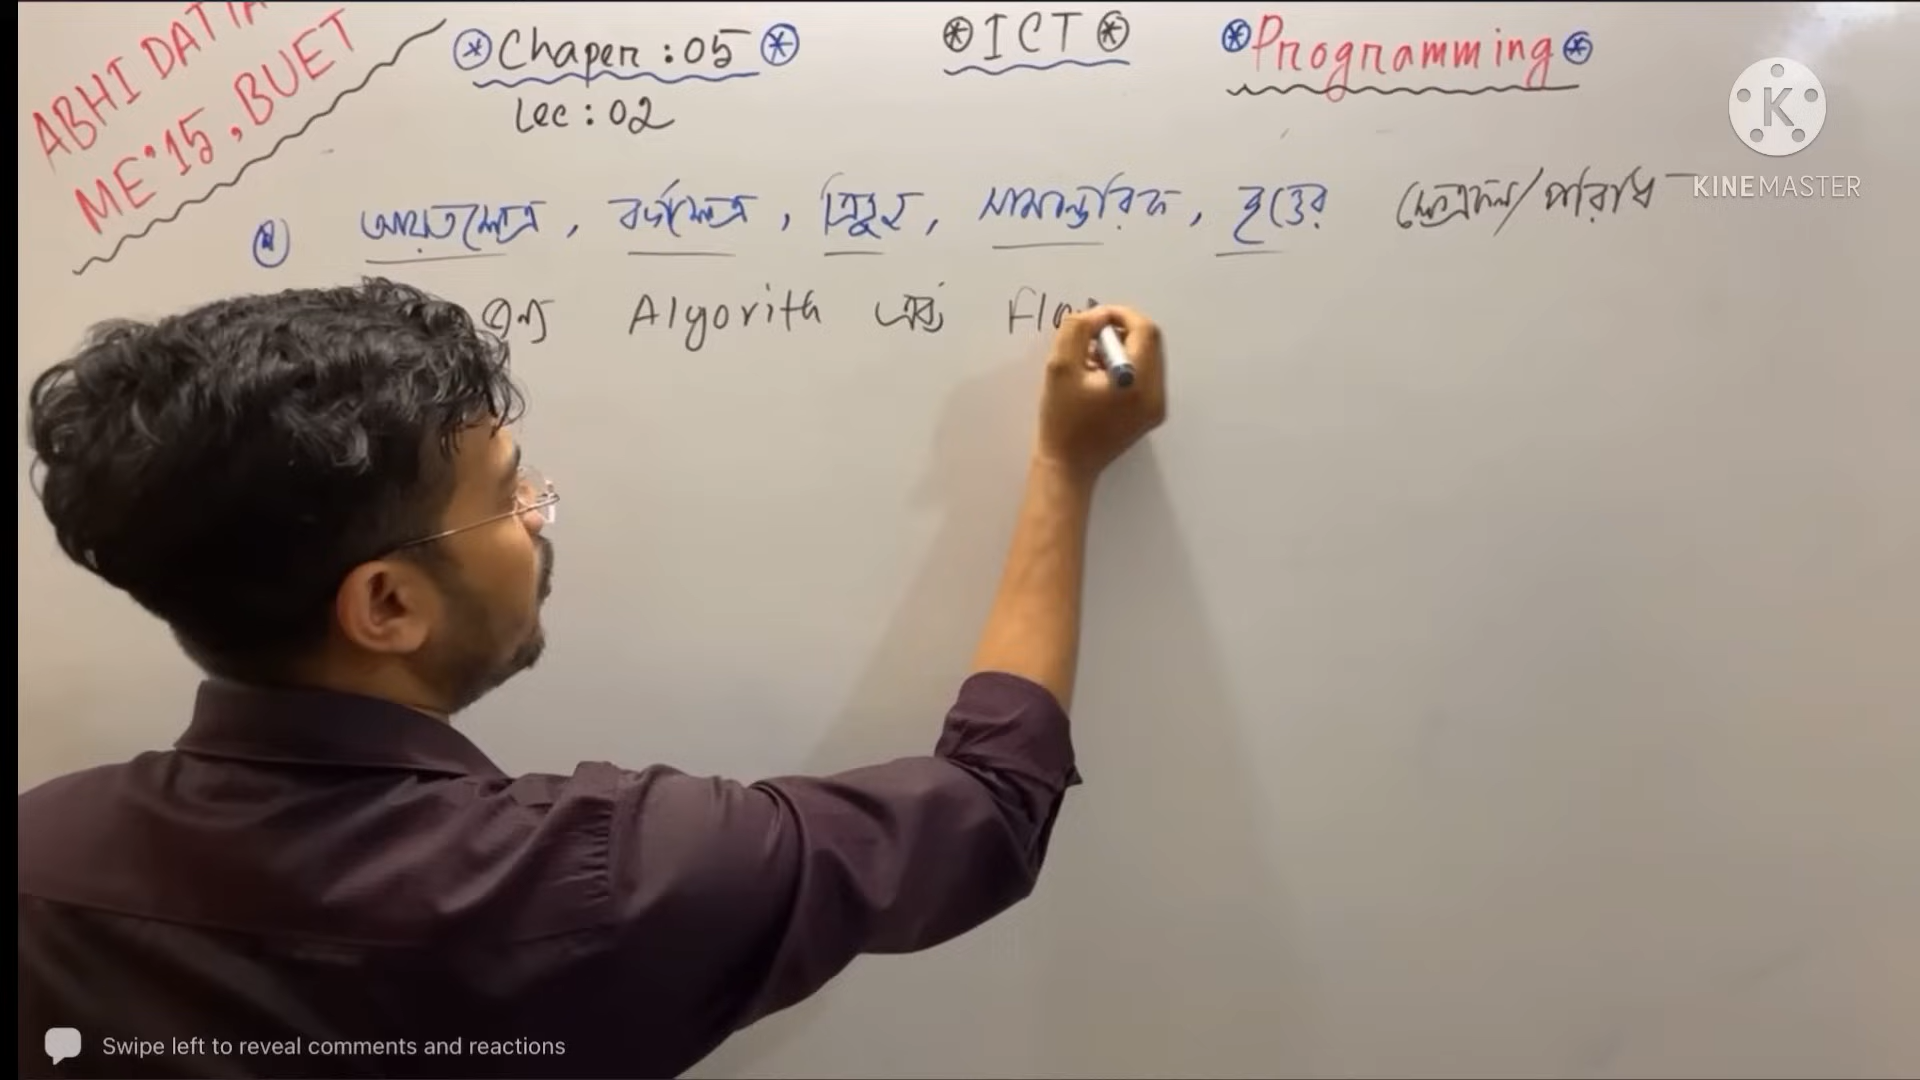 ABHI DATTA
ME'15, BUET
Chaper : 05
Lec : 02
ICT
Programming
K
KINEMASTER
আয়তক্ষেত্র, বর্গক্ষেত্র, ত্রিভুজ, সামান্তরিক, বৃত্তের ক্ষেত্রফল/পরিধি
Algorith এবং Flo
Swipe left to reveal comments and reactions